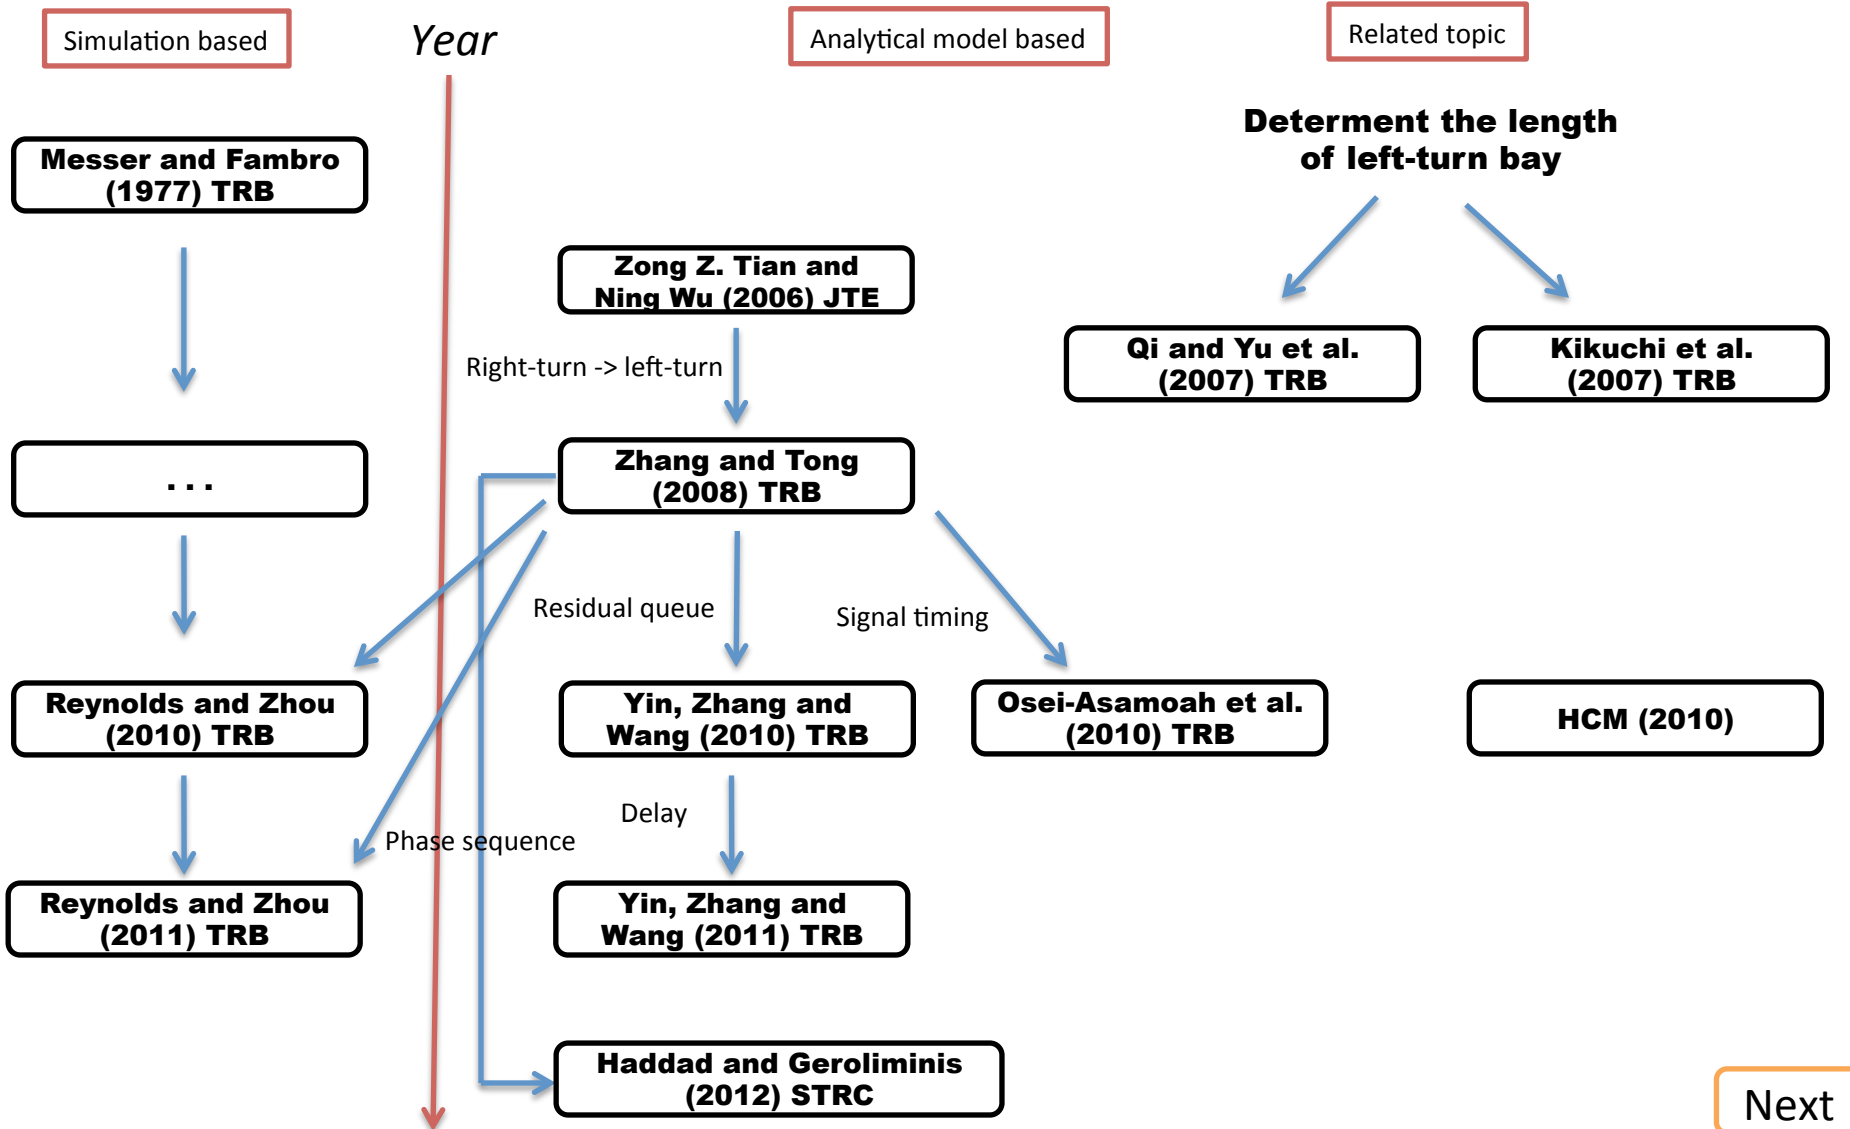 Simulation based
Year
Analytical model based
Related topic
Determent the length
of left-turn bay
Messer and Fambro
(1977) TRB
Zong Z. Tian and
Ning Wu (2006) JTE
Right-turn -> left-turn
Qi and Yu et al.
(2007) TRB
Kikuchi et al.
(2007) TRB
. . .
Zhang and Tong
(2008) TRB
Residual queue
Signal timing
Reynolds and Zhou
(2010) TRB
Yin, Zhang and
Wang (2010) TRB
Osei-Asamoah et al.
(2010) TRB
HCM (2010)
Delay
Phase sequence
Reynolds and Zhou
(2011) TRB
Yin, Zhang and
Wang (2011) TRB
Haddad and Geroliminis
(2012) STRC
Next